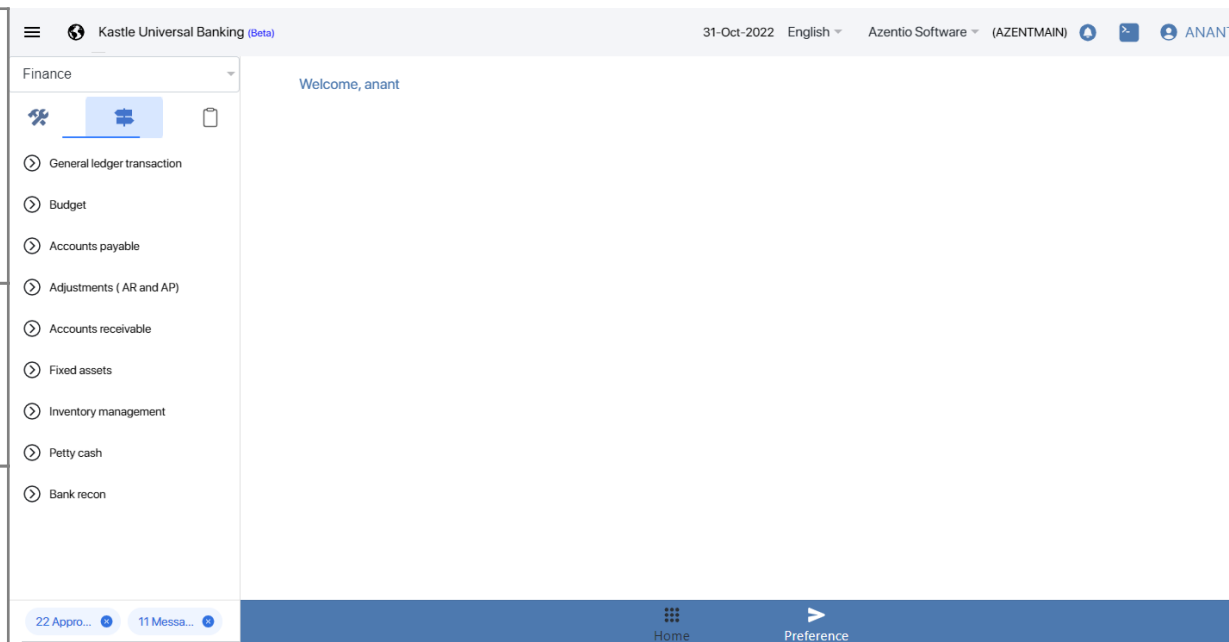 Kastle Universal Banking (Beta) 31-Oct-2022 English Azentio Software (AZENTMAIN) ANANT
Finance
Welcome, anant
General ledger transaction
Budget
Accounts payable
Adjustments ( AR and AP)
Accounts receivable
Fixed assets
Inventory management
Petty cash
Bank recon
22 Appro... 11 Messa...
Home Preference